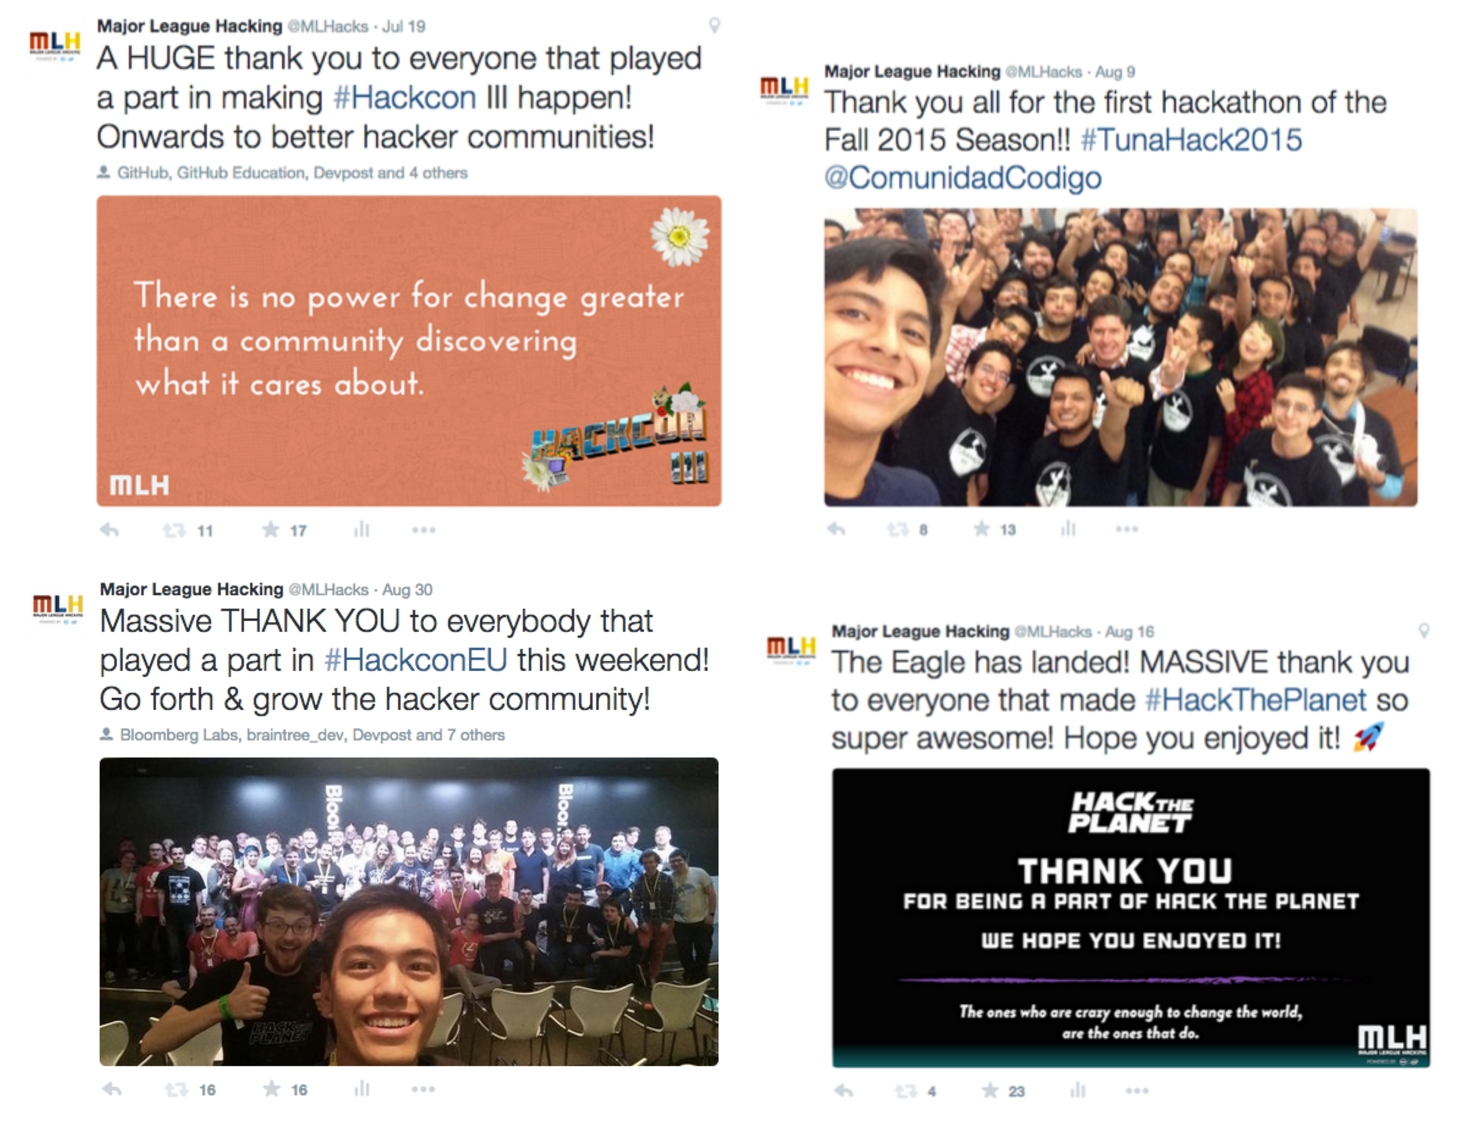 MLH
Major League Hacking @MLHacks · Jul 19
A HUGE thank you to everyone that played
a part in making #Hackcon III happen!
Onwards to better hacker communities!
GitHub, GitHub Education, Devpost and 4 others
There is no power for change greater
than a community discovering
what it cares about.
HACKCON
III
MLH
11 17
MLH
Major League Hacking @MLHacks · Aug 9
Thank you all for the first hackathon of the
Fall 2015 Season!! #TunaHack2015
@ComunidadCodigo
8 13
MLH
Major League Hacking @MLHacks · Aug 30
Massive THANK YOU to everybody that
played a part in #HackconEU this weekend!
Go forth & grow the hacker community!
Bloomberg Labs, braintree_dev, Devpost and 7 others
Bloom
Bloom
HACK THE
PLANET
16 16
MLH
Major League Hacking @MLHacks · Aug 16
The Eagle has landed! MASSIVE thank you
to everyone that made #HackThePlanet so
super awesome! Hope you enjoyed it!
HACK THE
PLANET
THANK YOU
FOR BEING A PART OF HACK THE PLANET
WE HOPE YOU ENJOYED IT!
The ones who are crazy enough to change the world,
are the ones that do.
MLH
MAJOR LEAGUE HACKING
4 23